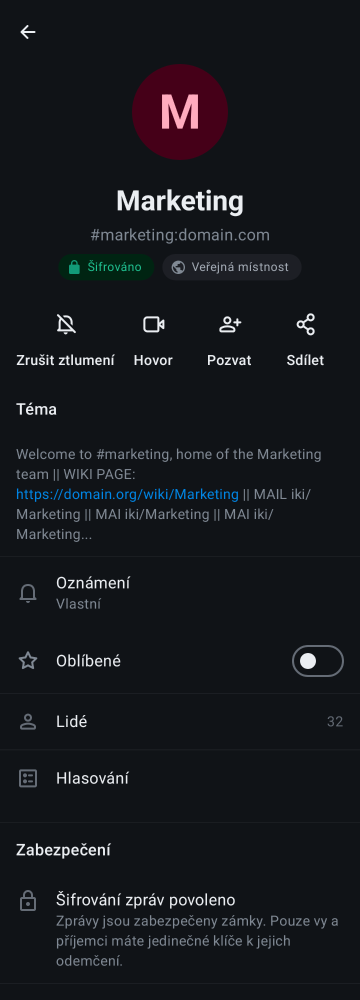 M
Marketing
#marketing:domain.com
Šifrováno
Veřejná místnost
Zrušit ztlumení
Hovor
Pozvat
Sdílet
Téma
Welcome to #marketing, home of the Marketing
team || WIKI PAGE:
https://domain.org/wiki/Marketing || MAIL iki/
Marketing || MAI iki/Marketing || MAI iki/
Marketing...
Oznámení
Vlastní
Oblíbené
Lidé 32
Hlasování
Zabezpečení
Šifrování zpráv povoleno
Zprávy jsou zabezpečeny zámky. Pouze vy a
příjemci máte jedinečné klíče k jejich
odemčení.